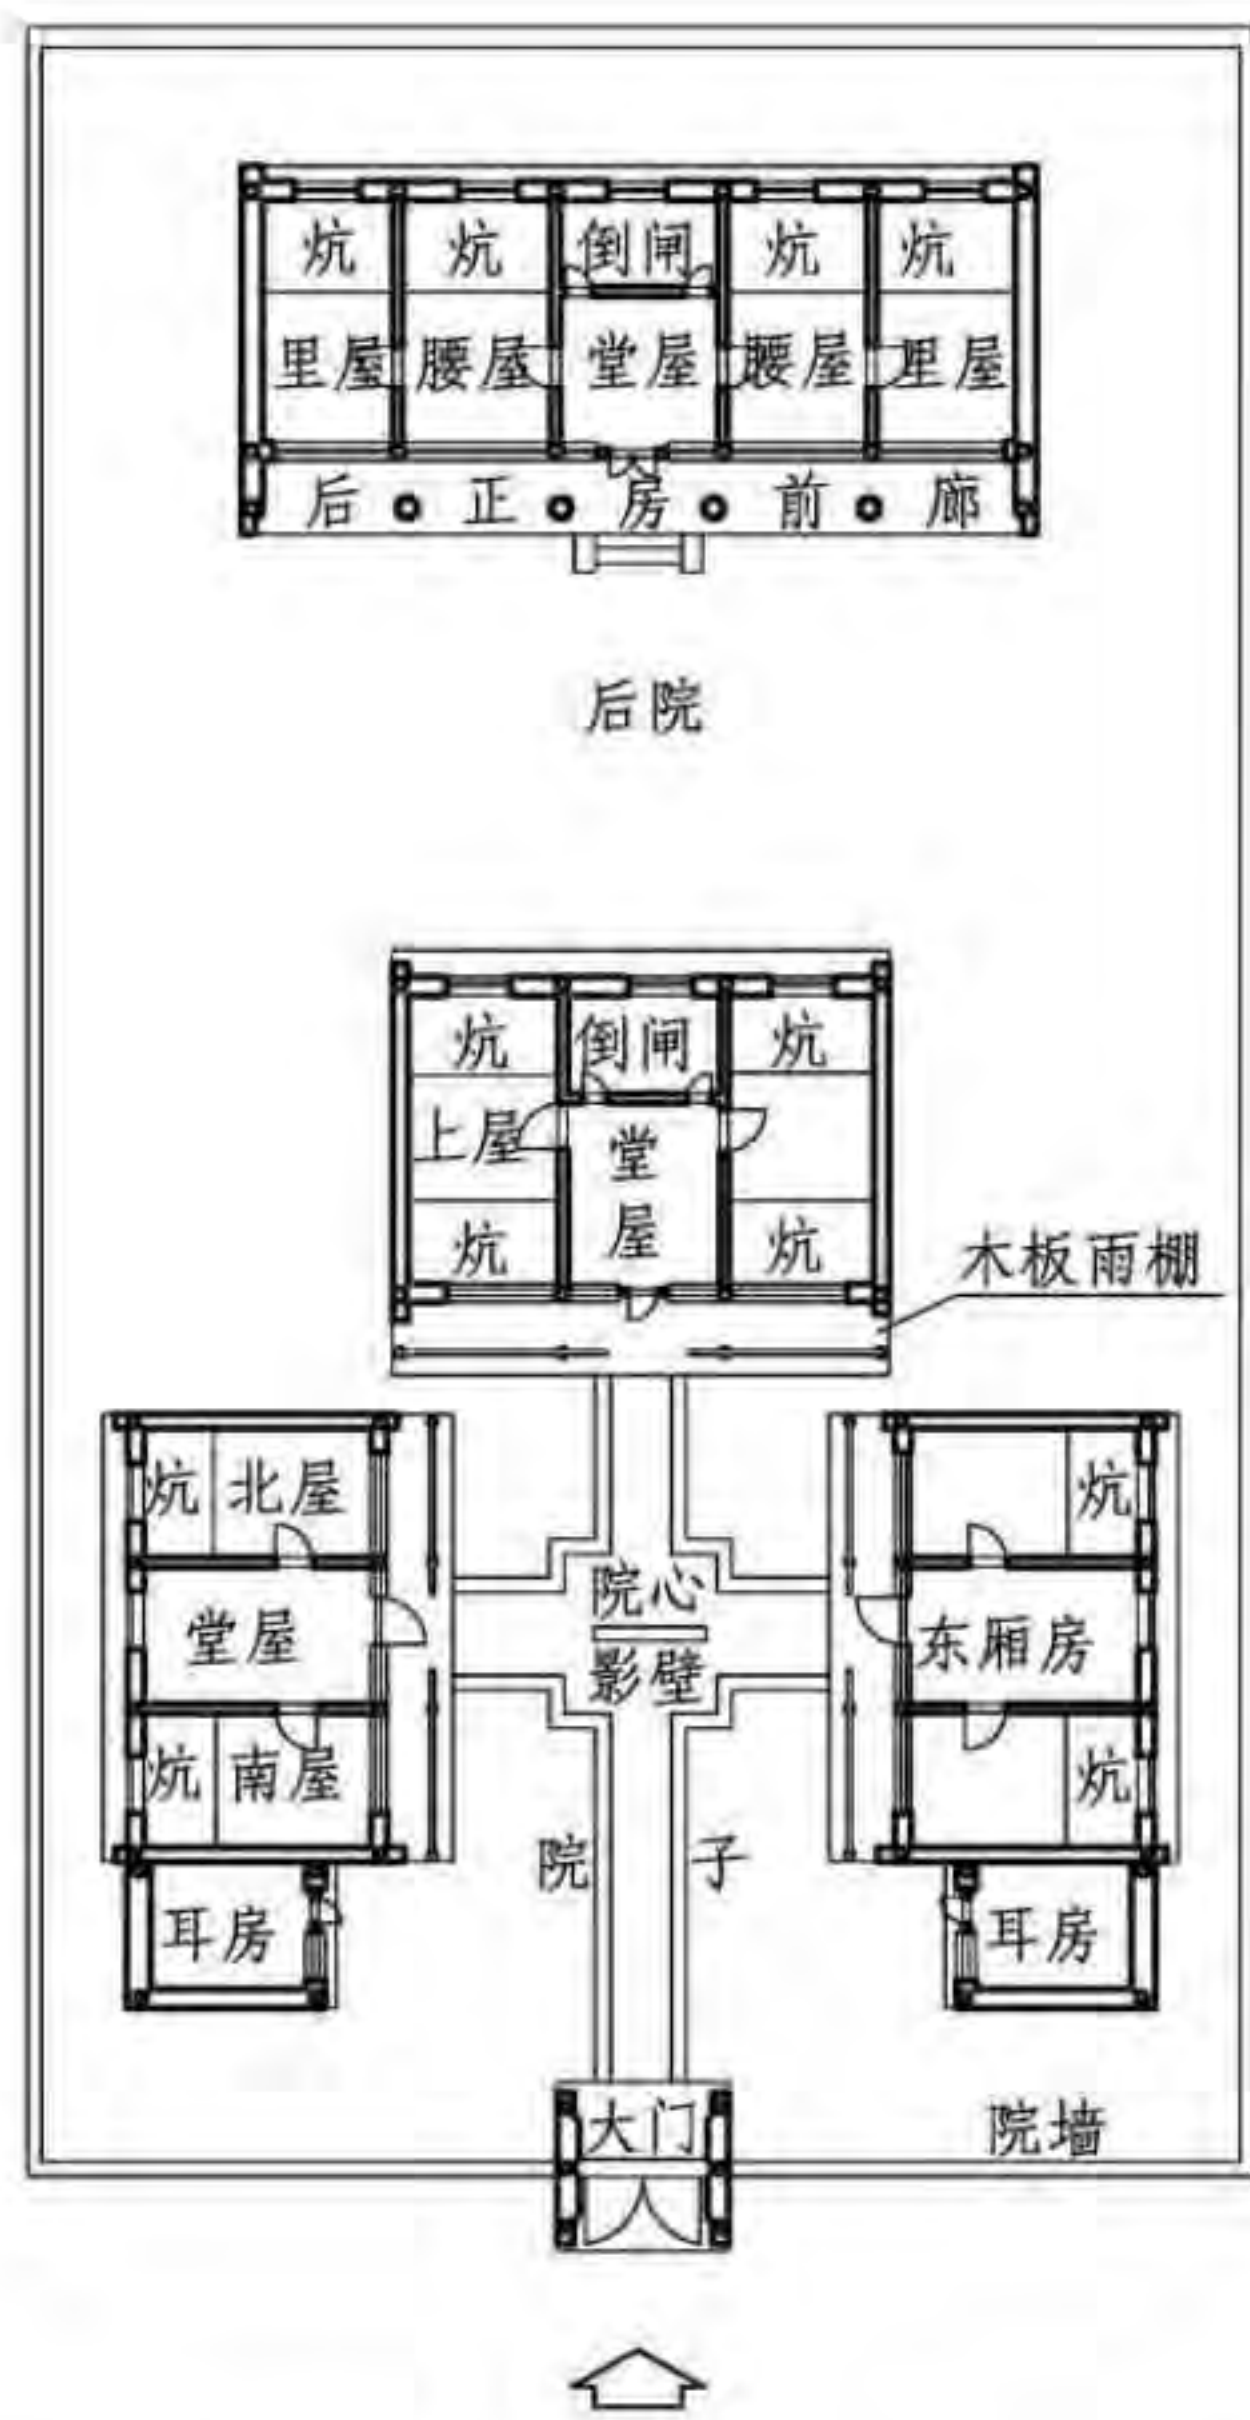 炕 炕 倒闸 炕 炕
里屋 腰屋 堂屋 腰屋 里屋
后正房前廊
后院
炕 倒闸 炕
上屋 堂屋
炕 炕
木板雨棚
炕 北屋 炕
院心
堂屋 影壁 东厢房
炕 南屋 炕
院子
耳房 耳房
大门 院墙